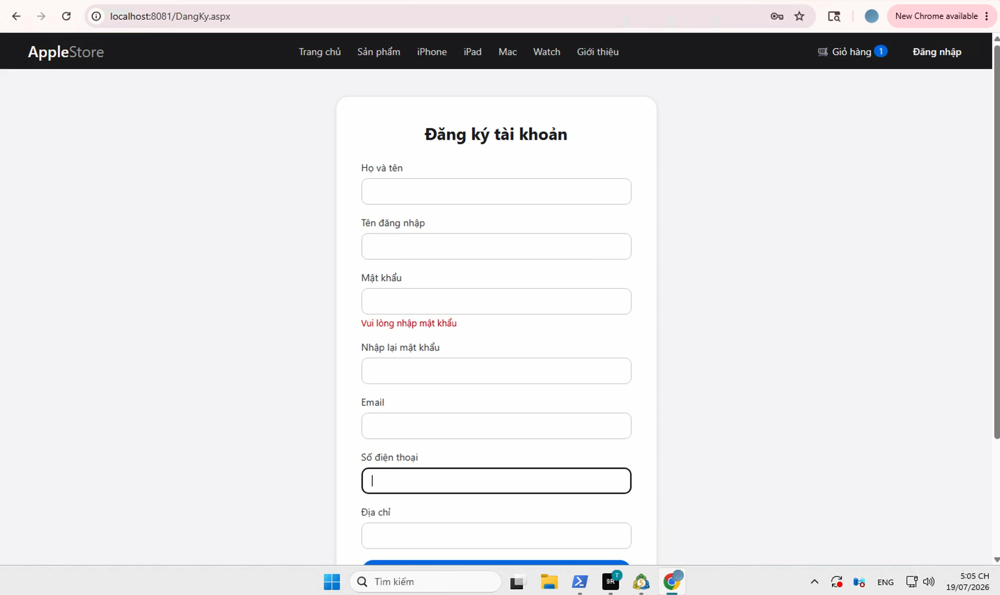 localhost:8081/DangKy.aspx
New Chrome available
AppleStore
Trang chủ
Sản phẩm
iPhone
iPad
Mac
Watch
Giới thiệu
Giỏ hàng 1
Đăng nhập
Đăng ký tài khoản
Họ và tên
Tên đăng nhập
Mật khẩu
Vui lòng nhập mật khẩu
Nhập lại mật khẩu
Email
Số điện thoại
Địa chỉ
Tìm kiếm
9R
T
5
ENG
5:05 CH
19/07/2026